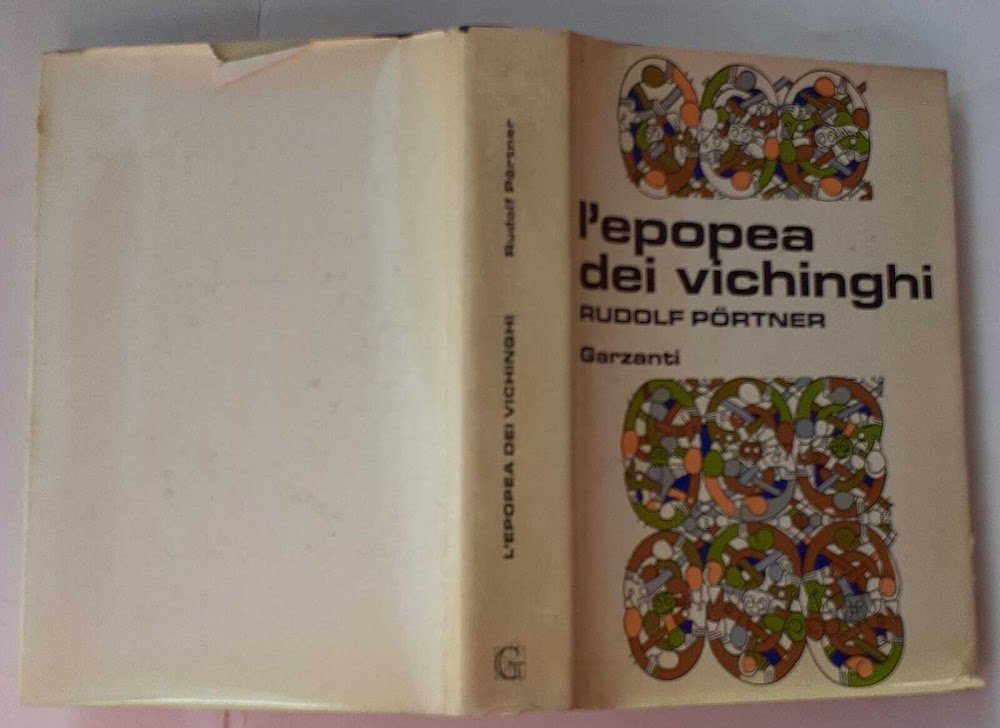 l'epopea
dei vichinghi
RUDOLF PÖRTNER
Garzanti
Rudolf Pörtner
L'EPOPEA DEI VICHINGHI
G